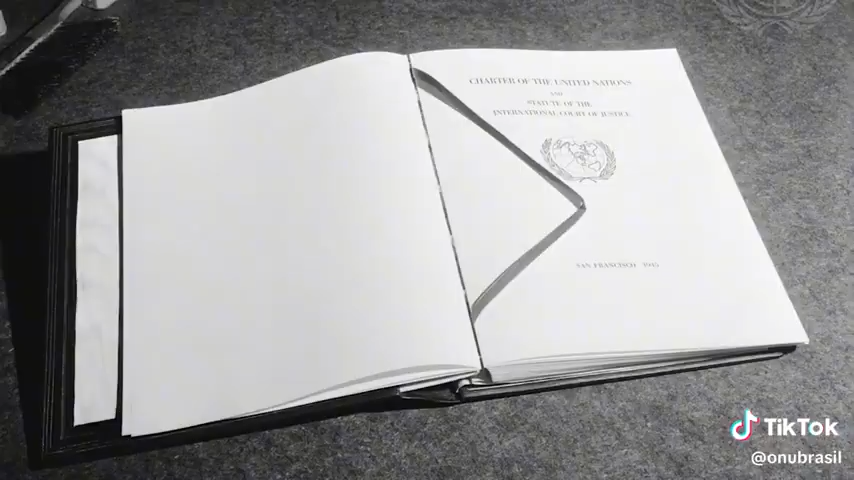 CHARTER OF THE UNITED NATIONS
AND
STATUTE OF THE
INTERNATIONAL COURT OF JUSTICE
SAN FRANCISCO · 1945
TikTok
@onubrasil